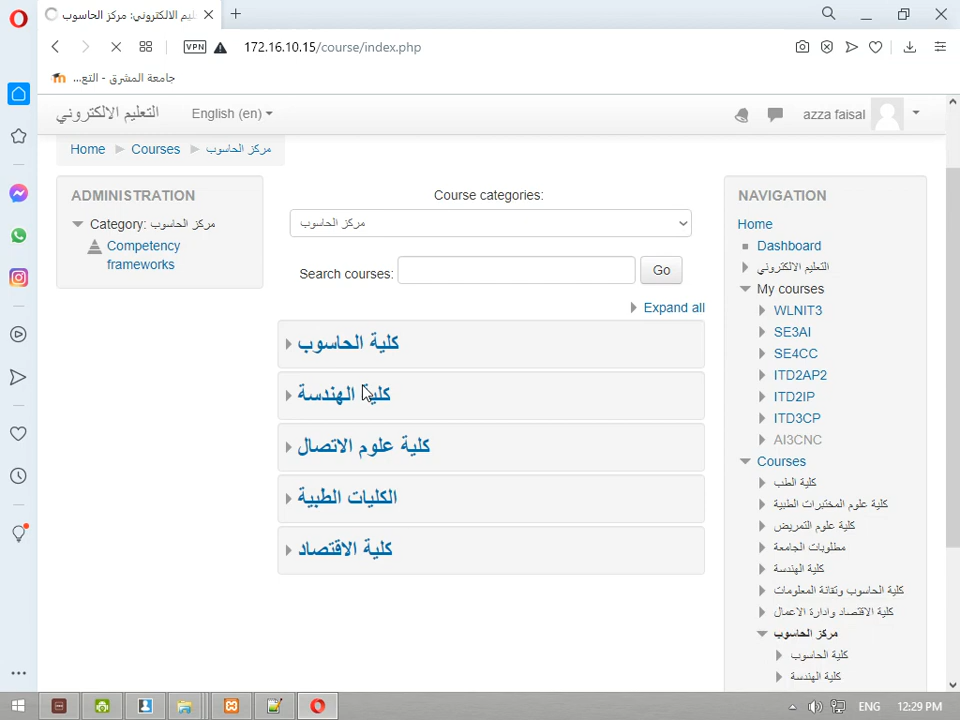 التعليم الالكتروني: مركز الحاسوب
VPN
172.16.10.15/course/index.php
جامعة المشرق - التع...
التعليم الالكتروني
English (en)
azza faisal
Home
Courses
مركز الحاسوب
ADMINISTRATION
Category: مركز الحاسوب
Competency
frameworks
Course categories:
مركز الحاسوب
Search courses:
Go
Expand all
كلية الحاسوب
كلية الهندسة
كلية علوم الاتصال
الكليات الطبية
كلية الاقتصاد
NAVIGATION
Home
Dashboard
التعليم الالكتروني
My courses
WLNIT3
SE3AI
SE4CC
ITD2AP2
ITD2IP
ITD3CP
AI3CNC
Courses
كلية الطب
كلية علوم المختبرات الطبية
كلية علوم التمريض
مطلوبات الجامعة
كلية الهندسة
كلية الحاسوب وتقانة المعلومات
كلية الاقتصاد وادارة الاعمال
مركز الحاسوب
كلية الحاسوب
كلية الهندسة
ENG
12:29 PM